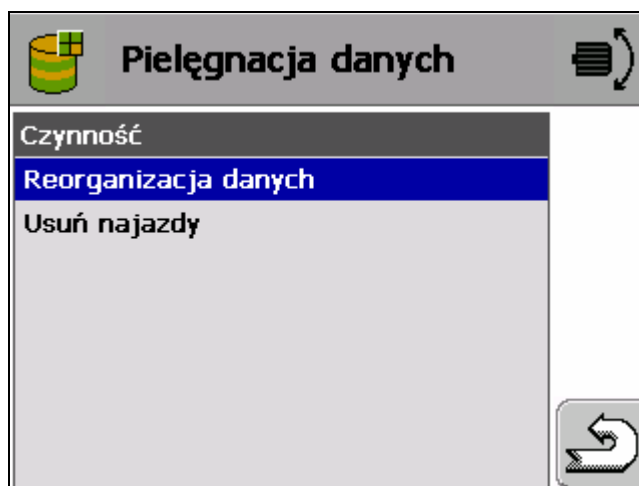 Pielęgnacja danych
Czynność
Reorganizacja danych
Usuń najazdy